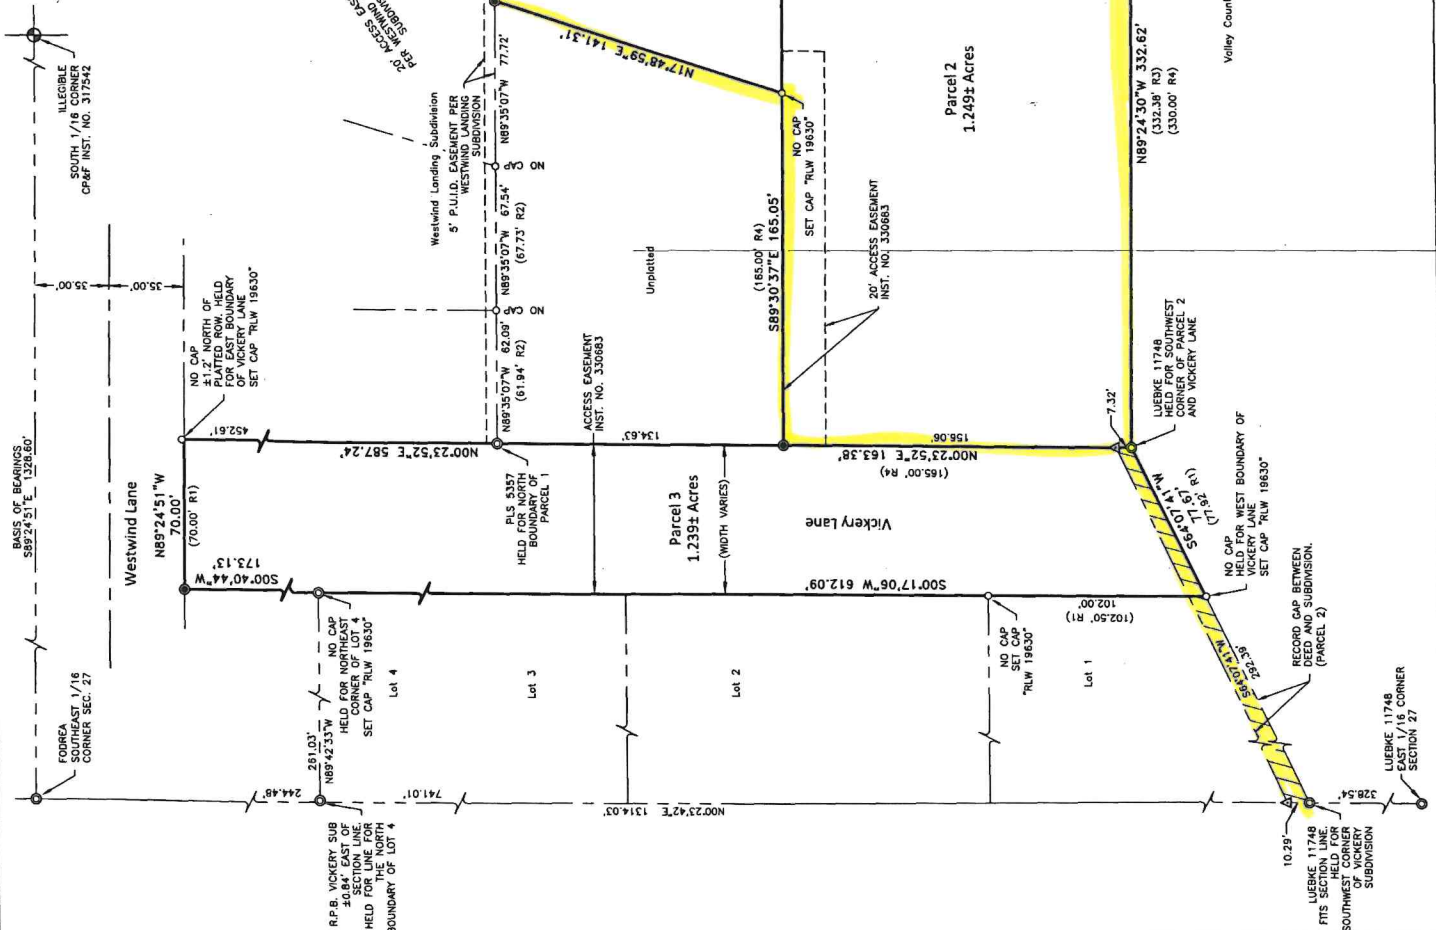 BASIS OF BEARINGS
S89°24'51"E 1328.60'
ILLEGIBLE
SOUTH 1/16 CORNER
CP&F INST. NO. 317542
FODREA
SOUTHEAST 1/16
CORNER SEC. 27
35.00'
35.00'
Westwind Lane
N89°24'51"W
70.00'
(70.00' R1)
NO CAP
±1.2' NORTH OF
PLATTED ROW. HELD
FOR EAST BOUNDARY
OF VICKERY LANE
SET CAP "RLW 19630"
452.61'
S00°40'44"W
173.13'
N00°23'52"E 587.24'
20' ACCESS EAS
PER WESTWIND
SUBDIVIS
Westwind Landing Subdivision
5' P.U.I.D. EASEMENT PER
WESTWIND LANDING
SUBDIVISION
N89°35'07"W 77.72'
NO CAP
N89°35'07"W 67.54'
(67.73' R2)
NO CAP
N89°35'07"W 62.09'
(61.94' R2)
N17°48'59"E 141.31'
PLS 5357
HELD FOR NORTH
BOUNDARY OF
PARCEL 1
ACCESS EASEMENT
INST. NO. 330683
134.63'
Unplatted
Parcel 3
1.239± Acres
(WIDTH VARIES)
Vickery Lane
S00°17'06"W 612.09'
NO CAP
SET CAP "RLW 19630"
(165.00' R4)
S89°30'37"E 165.05'
20' ACCESS EASEMENT
INST. NO. 330683
Parcel 2
1.249± Acres
N89°24'30"W 332.62'
(332.38' R3)
(330.00' R4)
Valley Count
156.06'
N00°23'52"E 163.38'
(165.00' R4)
7.32'
LUEBKE 11748
HELD FOR SOUTHWEST
CORNER OF PARCEL 2
AND VICKERY LANE
S64°07'41"W
77.67'
(77.92' R1)
NO CAP
HELD FOR WEST BOUNDARY OF
VICKERY LANE
SET CAP "RLW 19630"
102.00'
(102.50' R1)
NO CAP
SET CAP
"RLW 19630"
RECORD GAP BETWEEN
DEED AND SUBDIVISION.
(PARCEL 2)
S64°07'41"W
292.39'
NO CAP
HELD FOR NORTHEAST
CORNER OF LOT 4
SET CAP "RLW 19630"
261.03'
N89°42'33"W
Lot 4
Lot 3
Lot 2
Lot 1
244.48'
741.01'
N00°23'42"E 1314.03'
R.P.B. VICKERY SUB
±0.84' EAST OF
SECTION LINE.
HELD FOR LINE FOR
THE NORTH
BOUNDARY OF LOT 4
10.29'
328.54'
LUEBKE 11748
FITS SECTION LINE.
HELD FOR
SOUTHWEST CORNER
OF VICKERY
SUBDIVISION
LUEBKE 11748
EAST 1/16 CORNER
SECTION 27